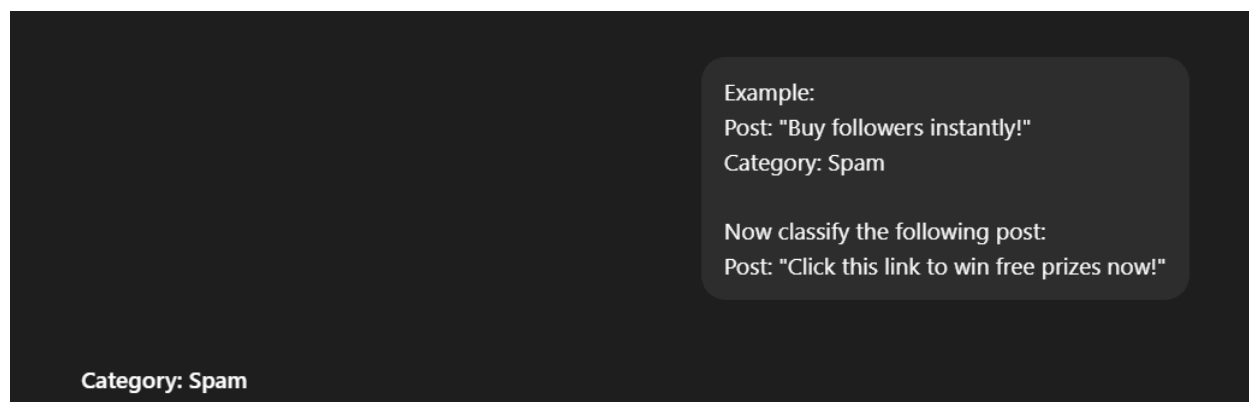 Example:
Post: "Buy followers instantly!"
Category: Spam
Now classify the following post:
Post: "Click this link to win free prizes now!"
Category: Spam